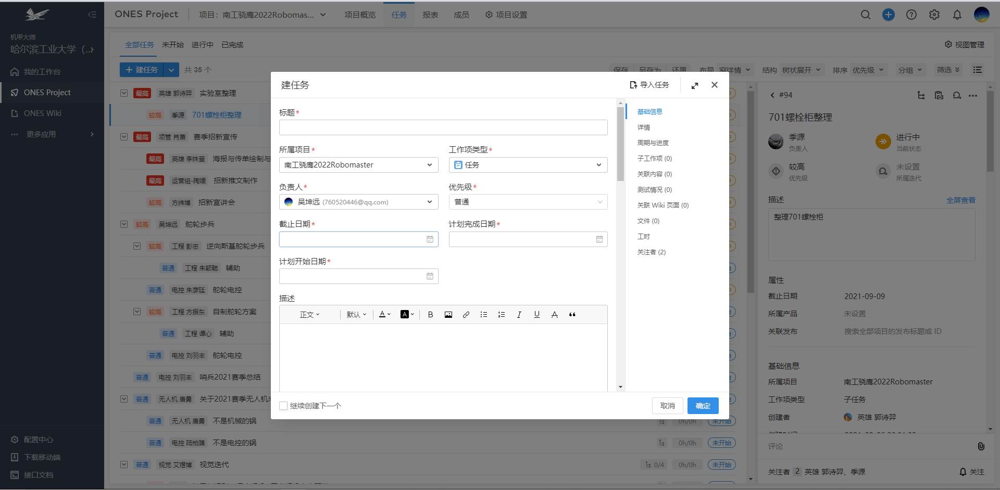 ONES Project
项目：南工骁鹰2022Robomas...
项目概览
任务
报表
成员
项目设置
机甲大师
哈尔滨工业大学（...
我的工作台
ONES Project
ONES Wiki
更多应用
配置中心
下载移动端
接口文档
全部任务
未开始
进行中
已完成
视图管理
建任务
共 35 个
保存
另存为
还原
布局 窄详情
结构 树状展开
排序 优先级
分组
筛选
最高 英雄 郭诗羿 实验室整理
较高 季源 701螺栓柜整理
最高 项管 肖萧 赛季招新宣传
最高 英雄 李姝萱 海报与传单绘制与
最高 运营组-陶媛 招新推文制作
较高 方纬博 招新宣讲会
较高 吴坤远 舵轮步兵
较高 工程 彭志 逆向斯基舵轮步兵
普通 工程 朱颖聪 辅助
普通 电控 朱彦廷 舵轮电控
较高 工程 方振东 自制舵轮方案
普通 工程 谭心 辅助
普通 电控 刘羽丰 舵轮电控
普通 电控 刘羽丰 哨兵2021赛季总结
普通 无人机 唐勇 关于2021赛季无人机
普通 无人机 唐勇 不是机械的锅 0h/0h 未开始
普通 电控 陆柏臻 不是电控的锅 0h/0h 未开始
普通 视觉 艾煜博 视觉迭代 0/4 0h/0h 未开始
建任务
导入任务
标题*
所属项目*
工作项类型*
南工骁鹰2022Robomaster
任务
负责人*
优先级*
吴坤远 (760520446@qq.com)
普通
截止日期*
计划完成日期*
计划开始日期*
描述
正文
默认
A
A
B
I
U
A
继续创建下一个
取消
确定
基础信息
详情
周期与进度
子工作项 (0)
关联内容 (0)
测试情况 (0)
关联 Wiki 页面 (0)
文件 (0)
工时
关注者 (2)
#94
701螺栓柜整理
季源
负责人
进行中
当前状态
较高
优先级
未设置
所属迭代
描述
全屏查看
整理701螺栓柜
属性
截止日期 2021-09-09
所属产品 未设置
关联发布 搜索全部项目的发布标题或 ID
基础信息
所属项目 南工骁鹰2022Robomaster
工作项类型 子任务
创建者 英雄 郭诗羿
评论
关注者 2 英雄 郭诗羿、季源
关注